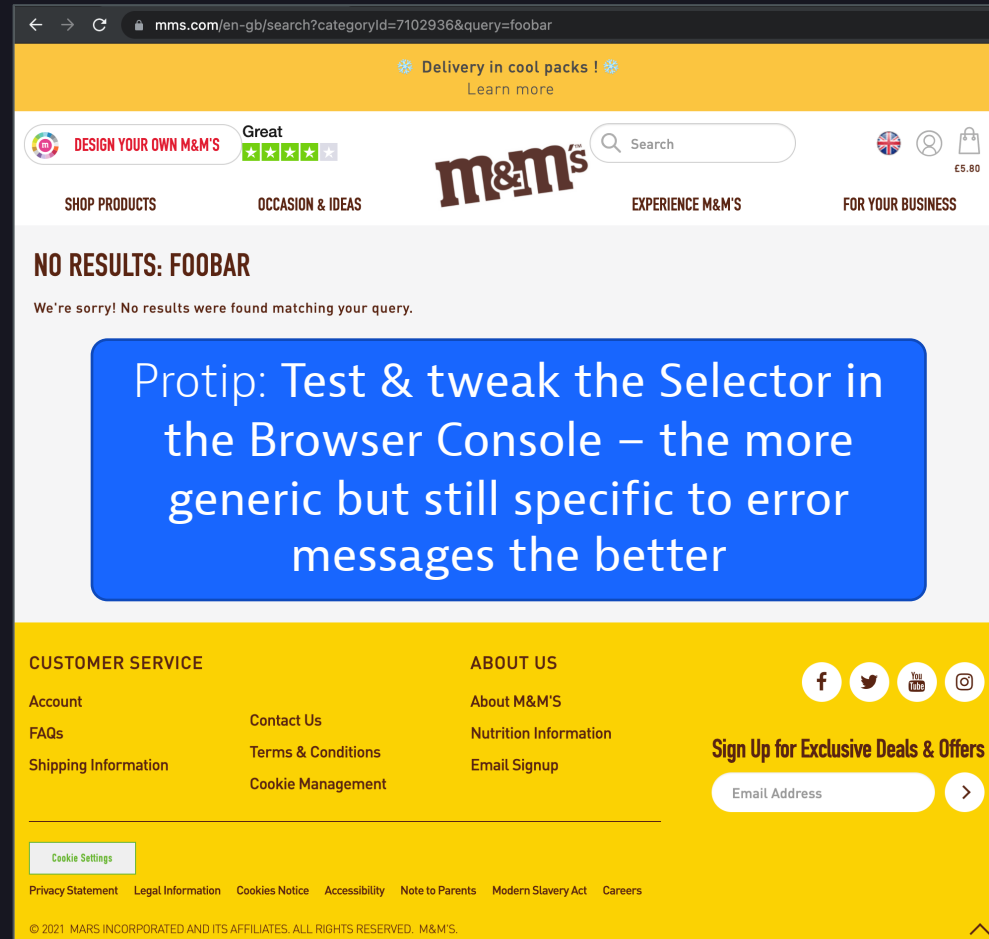 mms.com/en-gb/search?categoryId=7102936&query=foobar
Delivery in cool packs !
Learn more
DESIGN YOUR OWN M&M'S
Great
m&m's™
Search
£5.80
SHOP PRODUCTS
OCCASION & IDEAS
EXPERIENCE M&M'S
FOR YOUR BUSINESS
NO RESULTS: FOOBAR
We're sorry! No results were found matching your query.
Protip: Test & tweak the Selector in
the Browser Console – the more
generic but still specific to error
messages the better
CUSTOMER SERVICE
Account
FAQs
Shipping Information
Contact Us
Terms & Conditions
Cookie Management
ABOUT US
About M&M'S
Nutrition Information
Email Signup
You
Tube
Sign Up for Exclusive Deals & Offers
Email Address
Cookie Settings
Privacy Statement Legal Information Cookies Notice Accessibility Note to Parents Modern Slavery Act Careers
© 2021 MARS INCORPORATED AND ITS AFFILIATES. ALL RIGHTS RESERVED. M&M'S.